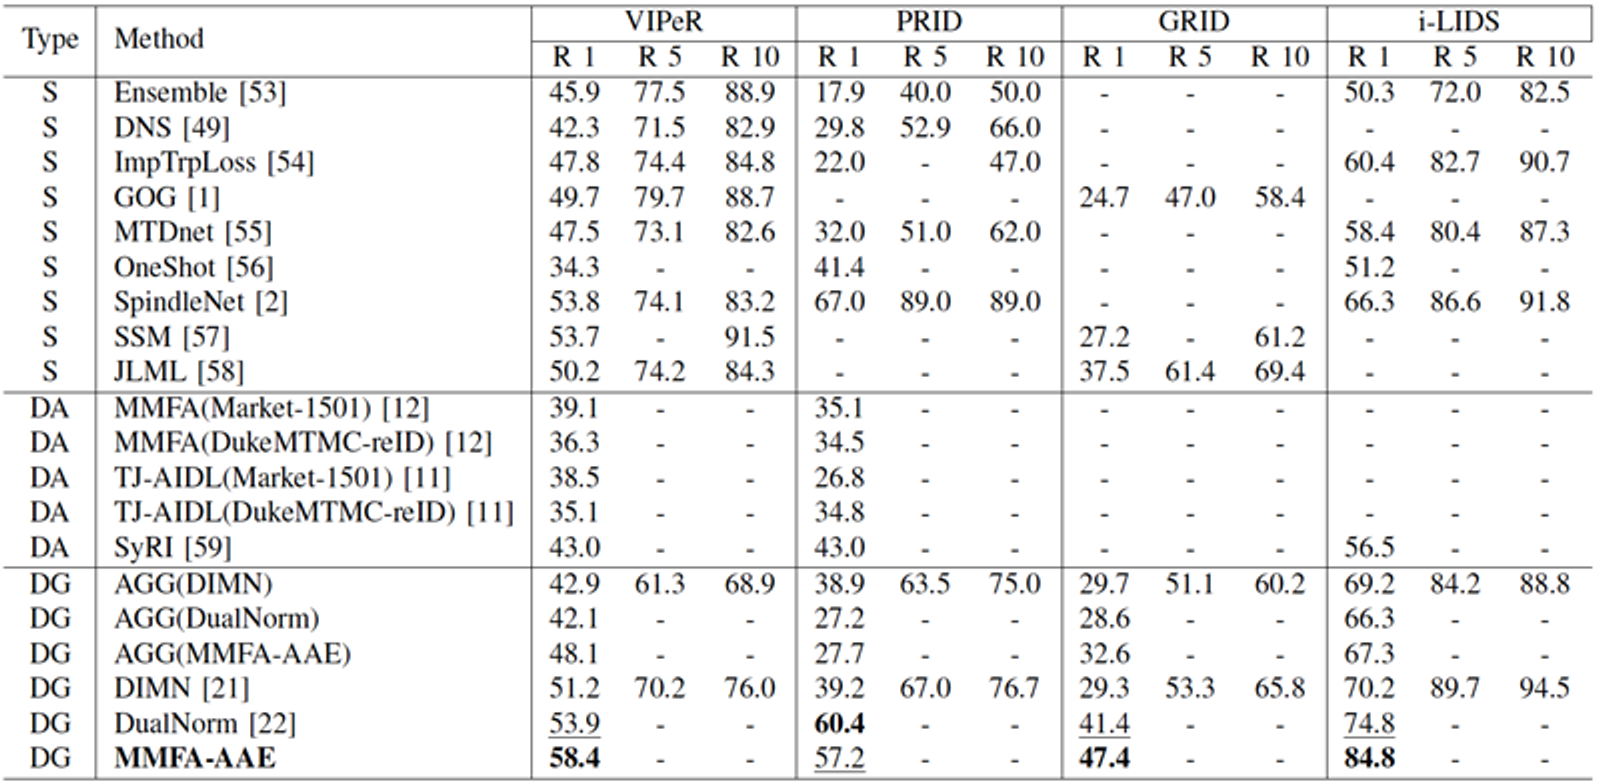 Type Method VIPeR PRID GRID i-LIDS
R 1 R 5 R 10 R 1 R 5 R 10 R 1 R 5 R 10 R 1 R 5 R 10
S Ensemble [53] 45.9 77.5 88.9 17.9 40.0 50.0 - - - 50.3 72.0 82.5
S DNS [49] 42.3 71.5 82.9 29.8 52.9 66.0 - - - - - -
S ImpTrpLoss [54] 47.8 74.4 84.8 22.0 - 47.0 - - - 60.4 82.7 90.7
S GOG [1] 49.7 79.7 88.7 - - - 24.7 47.0 58.4 - - -
S MTDnet [55] 47.5 73.1 82.6 32.0 51.0 62.0 - - - 58.4 80.4 87.3
S OneShot [56] 34.3 - - 41.4 - - - - - 51.2 - -
S SpindleNet [2] 53.8 74.1 83.2 67.0 89.0 89.0 - - - 66.3 86.6 91.8
S SSM [57] 53.7 - 91.5 - - - 27.2 - 61.2 - - -
S JLML [58] 50.2 74.2 84.3 - - - 37.5 61.4 69.4 - - -
DA MMFA(Market-1501) [12] 39.1 - - 35.1 - - - - - - - -
DA MMFA(DukeMTMC-reID) [12] 36.3 - - 34.5 - - - - - - - -
DA TJ-AIDL(Market-1501) [11] 38.5 - - 26.8 - - - - - - - -
DA TJ-AIDL(DukeMTMC-reID) [11] 35.1 - - 34.8 - - - - - - - -
DA SyRI [59] 43.0 - - 43.0 - - - - - 56.5 - -
DG AGG(DIMN) 42.9 61.3 68.9 38.9 63.5 75.0 29.7 51.1 60.2 69.2 84.2 88.8
DG AGG(DualNorm) 42.1 - - 27.2 - - 28.6 - - 66.3 - -
DG AGG(MMFA-AAE) 48.1 - - 27.7 - - 32.6 - - 67.3 - -
DG DIMN [21] 51.2 70.2 76.0 39.2 67.0 76.7 29.3 53.3 65.8 70.2 89.7 94.5
DG DualNorm [22] 53.9 - - 60.4 - - 41.4 - - 74.8 - -
DG MMFA-AAE 58.4 - - 57.2 - - 47.4 - - 84.8 - -